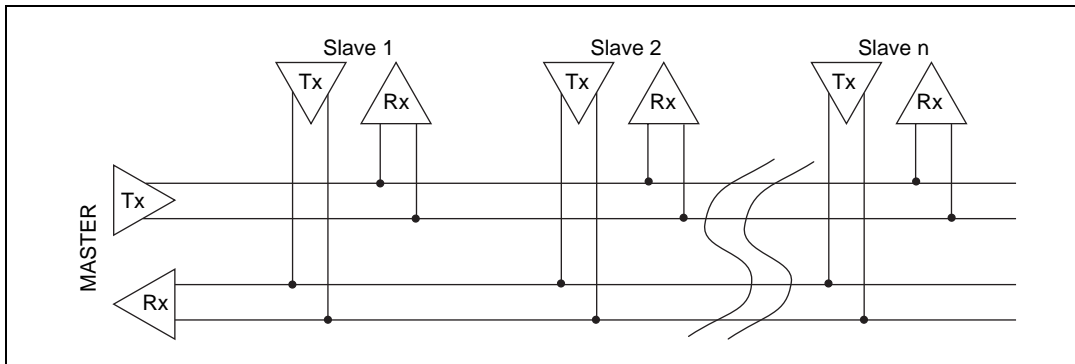 Slave 1
Slave 2
Slave n
Tx
Rx
Tx
Rx
Tx
Rx
MASTER
Tx
Rx